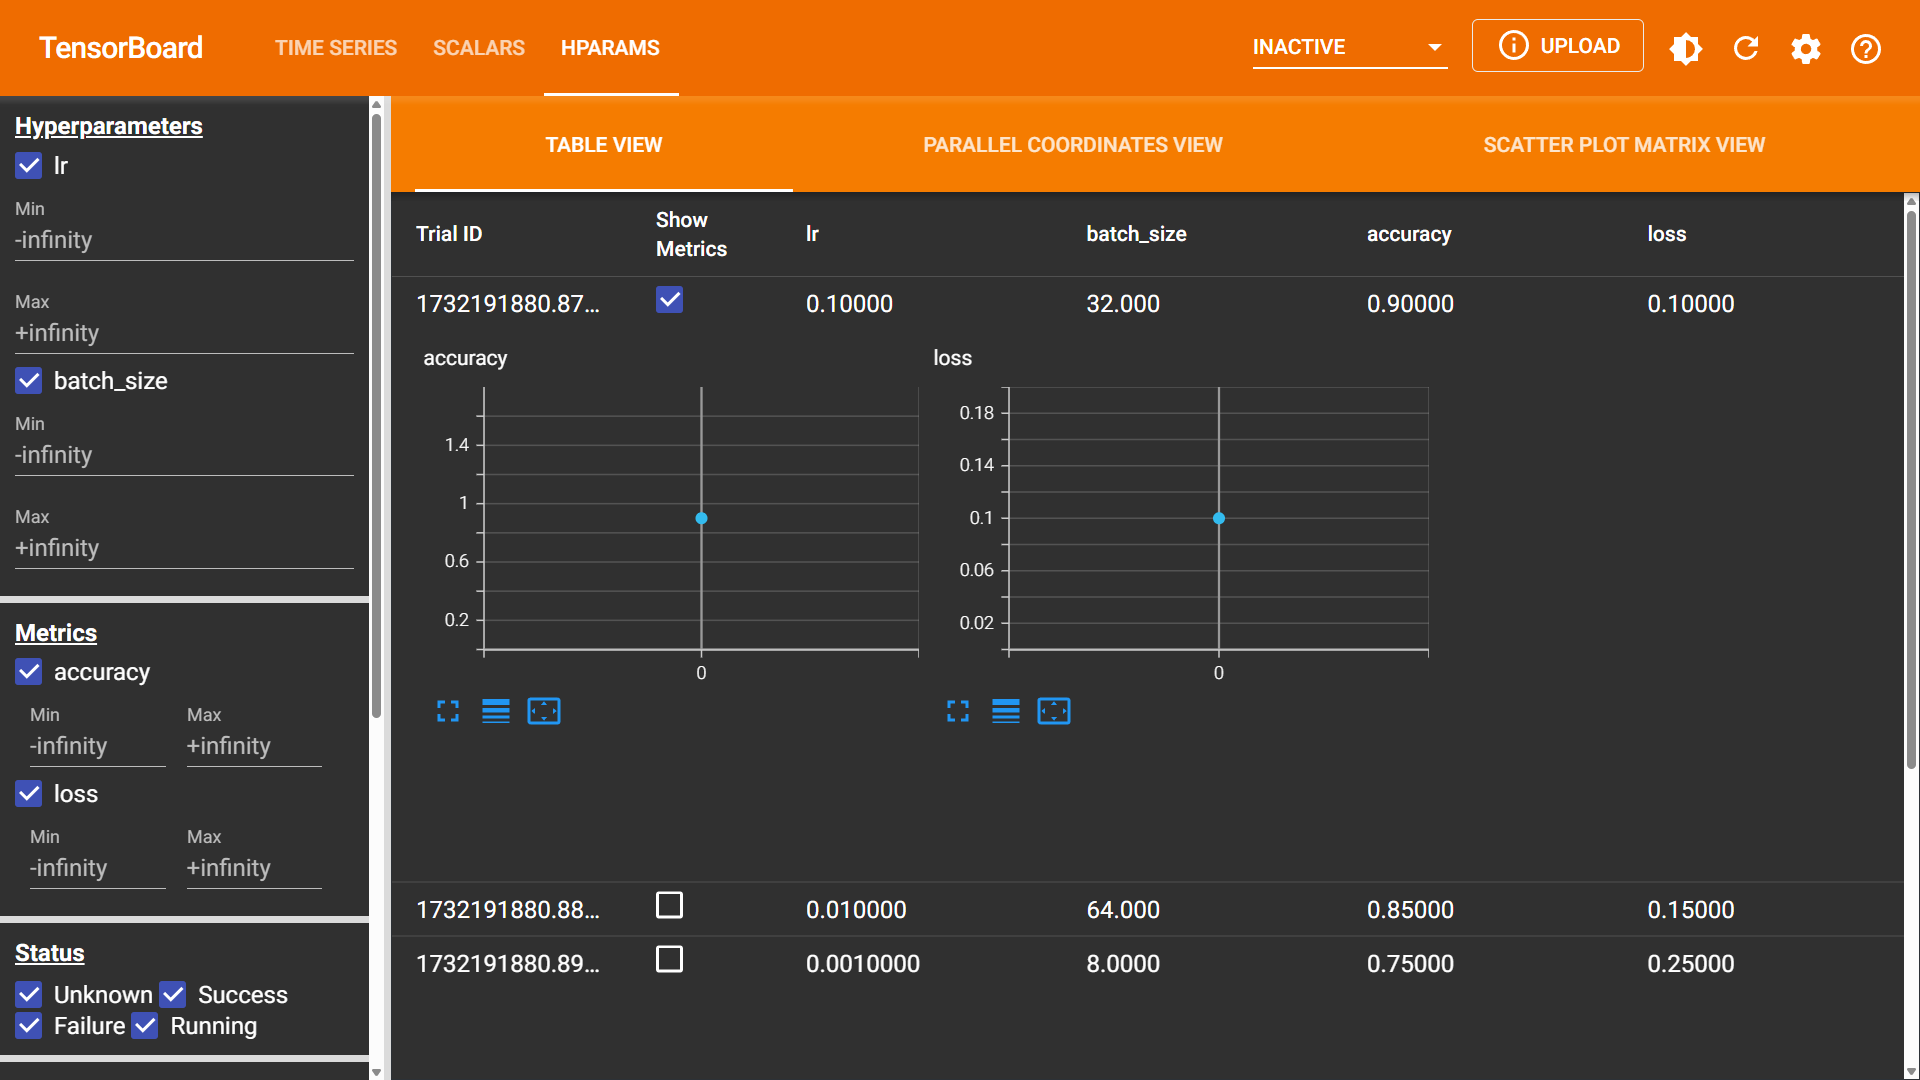 TensorBoard
TIME SERIES SCALARS HPARAMS
INACTIVE
UPLOAD
Hyperparameters
lr
Min
-infinity
Max
+infinity
batch_size
Min
-infinity
Max
+infinity
Metrics
accuracy
Min Max
-infinity +infinity
loss
Min Max
-infinity +infinity
Status
Unknown Success
Failure Running
TABLE VIEW PARALLEL COORDINATES VIEW SCATTER PLOT MATRIX VIEW
Trial ID Show Metrics lr batch_size accuracy loss
1732191880.87... 0.10000 32.000 0.90000 0.10000
accuracy
1.4
1
0.6
0.2
0
loss
0.18
0.14
0.1
0.06
0.02
0
1732191880.88... 0.010000 64.000 0.85000 0.15000
1732191880.89... 0.0010000 8.0000 0.75000 0.25000